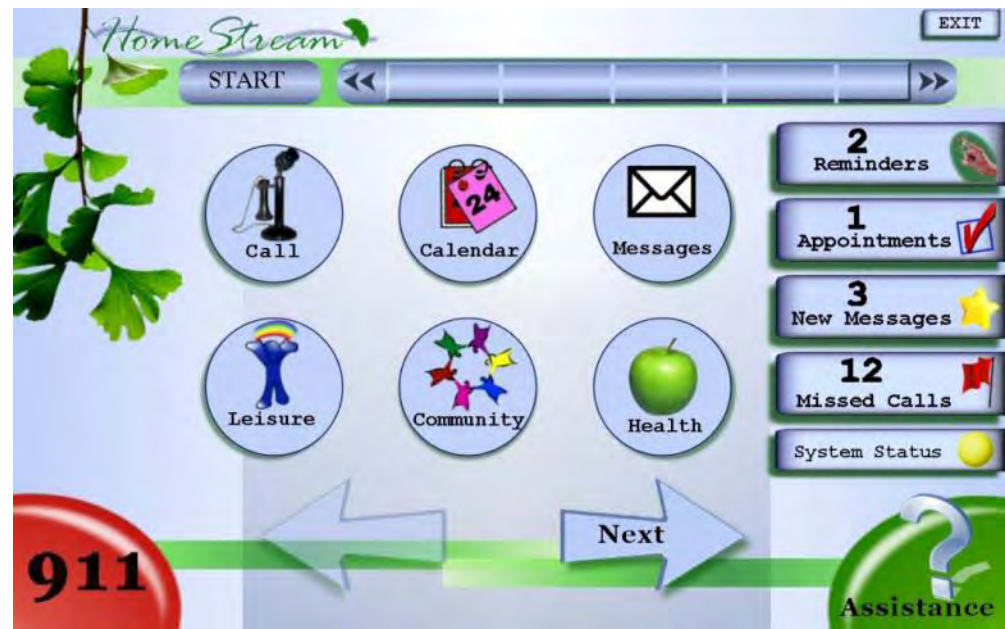 Home Stream
EXIT
START
Call
24
Calendar
Messages
2
Reminders
1
Appointments
3
New Messages
12
Missed Calls
System Status
Leisure
Community
Health
Next
911
?
Assistance